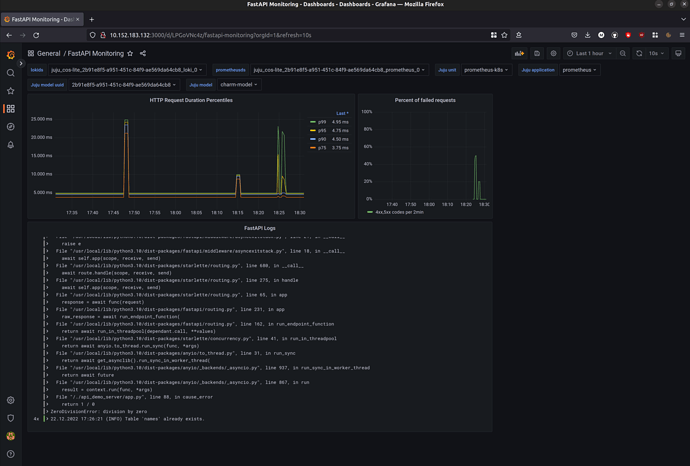 FastAPI Monitoring - Dashboards - Dashboards - Grafana — Mozilla Firefox
FastAPI Monitoring - Dash
10.152.183.132:3000/d/LPGoVNc4z/fastapi-monitoring?orgId=1&refresh=10s
General / FastAPI Monitoring
Last 1 hour
10s
lokids
juju_cos-lite_2b91e8f5-a951-451c-84f9-ae569da64cb8_loki_0
prometheusds
juju_cos-lite_2b91e8f5-a951-451c-84f9-ae569da64cb8_prometheus_0
Juju unit
prometheus-k8s
Juju application
prometheus
Juju model uuid
2b91e8f5-a951-451c-84f9-ae569da64cb8
Juju model
charm-model
HTTP Request Duration Percentiles
Last *
25.000 ms
20.000 ms
15.000 ms
10.000 ms
5.000 ms
p99 4.95 ms
p95 4.75 ms
p90 4.50 ms
p75 3.75 ms
17:35 17:40 17:45 17:50 17:55 18:00 18:05 18:10 18:15 18:20 18:25 18:30
Percent of failed requests
100%
80%
60%
40%
20%
0%
17:40 17:50 18:00 18:10 18:20 18:30
4xx,5xx codes per 2min
FastAPI Logs
raise e
File "/usr/local/lib/python3.10/dist-packages/fastapi/middleware/asyncexitstack.py", line 18, in __call__
await self.app(scope, receive, send)
File "/usr/local/lib/python3.10/dist-packages/starlette/routing.py", line 680, in __call__
await route.handle(scope, receive, send)
File "/usr/local/lib/python3.10/dist-packages/starlette/routing.py", line 275, in handle
await self.app(scope, receive, send)
File "/usr/local/lib/python3.10/dist-packages/starlette/routing.py", line 65, in app
response = await func(request)
File "/usr/local/lib/python3.10/dist-packages/fastapi/routing.py", line 231, in app
raw_response = await run_endpoint_function(
File "/usr/local/lib/python3.10/dist-packages/fastapi/routing.py", line 162, in run_endpoint_function
return await run_in_threadpool(dependant.call, **values)
File "/usr/local/lib/python3.10/dist-packages/starlette/concurrency.py", line 41, in run_in_threadpool
return await anyio.to_thread.run_sync(func, *args)
File "/usr/local/lib/python3.10/dist-packages/anyio/to_thread.py", line 31, in run_sync
return await get_asynclib().run_sync_in_worker_thread(
File "/usr/local/lib/python3.10/dist-packages/anyio/_backends/_asyncio.py", line 937, in run_sync_in_worker_thread
return await future
File "/usr/local/lib/python3.10/dist-packages/anyio/_backends/_asyncio.py", line 867, in run
result = context.run(func, *args)
File "/./api_demo_server/app.py", line 88, in cause_error
return 1 / 0
ZeroDivisionError: division by zero
4x 22.12.2022 17:26:21 (INFO) Table `names` already exists.